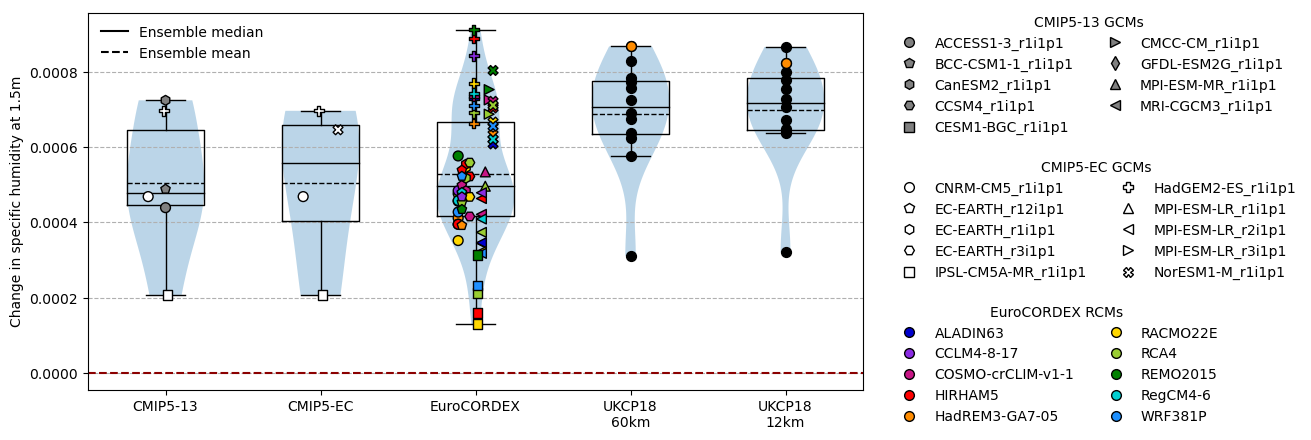 Change in specific humidity at 1.5m
0.0008
0.0006
0.0004
0.0002
0.0000
Ensemble median
Ensemble mean
CMIP5-13
CMIP5-EC
EuroCORDEX
UKCP18
60km
UKCP18
12km
CMIP5-13 GCMs
ACCESS1-3_r1i1p1
BCC-CSM1-1_r1i1p1
CanESM2_r1i1p1
CCSM4_r1i1p1
CESM1-BGC_r1i1p1
CMCC-CM_r1i1p1
GFDL-ESM2G_r1i1p1
MPI-ESM-MR_r1i1p1
MRI-CGCM3_r1i1p1
CMIP5-EC GCMs
CNRM-CM5_r1i1p1
EC-EARTH_r12i1p1
EC-EARTH_r1i1p1
EC-EARTH_r3i1p1
IPSL-CM5A-MR_r1i1p1
HadGEM2-ES_r1i1p1
MPI-ESM-LR_r1i1p1
MPI-ESM-LR_r2i1p1
MPI-ESM-LR_r3i1p1
NorESM1-M_r1i1p1
EuroCORDEX RCMs
ALADIN63
CCLM4-8-17
COSMO-crCLIM-v1-1
HIRHAM5
HadREM3-GA7-05
RACMO22E
RCA4
REMO2015
RegCM4-6
WRF381P